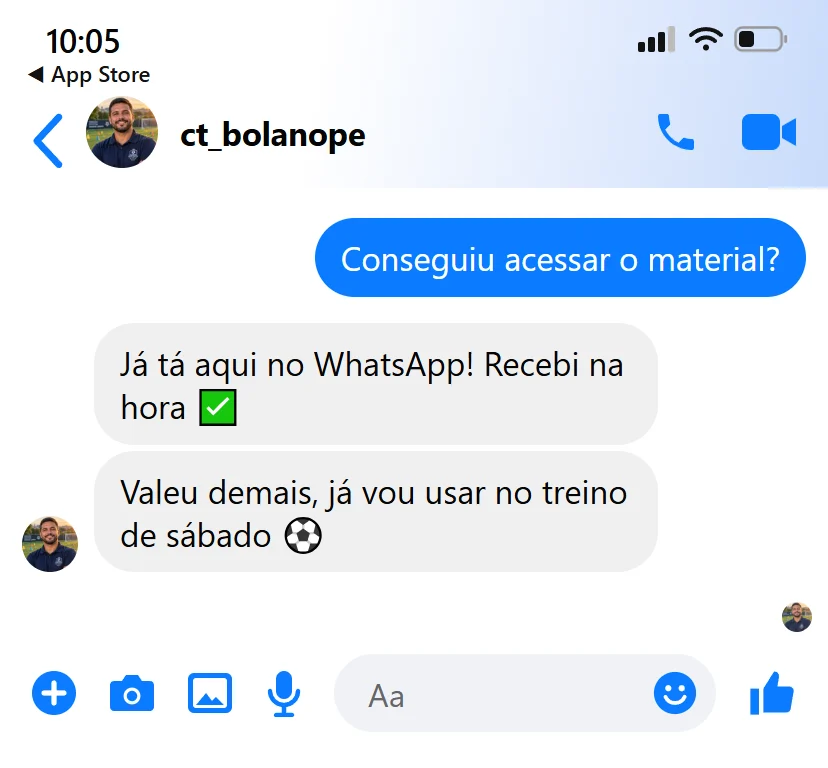 10:05
◀ App Store
ct_bolanope
Conseguiu acessar o material?
Já tá aqui no WhatsApp! Recebi na
hora ✅
Valeu demais, já vou usar no treino
de sábado ⚽
Aa